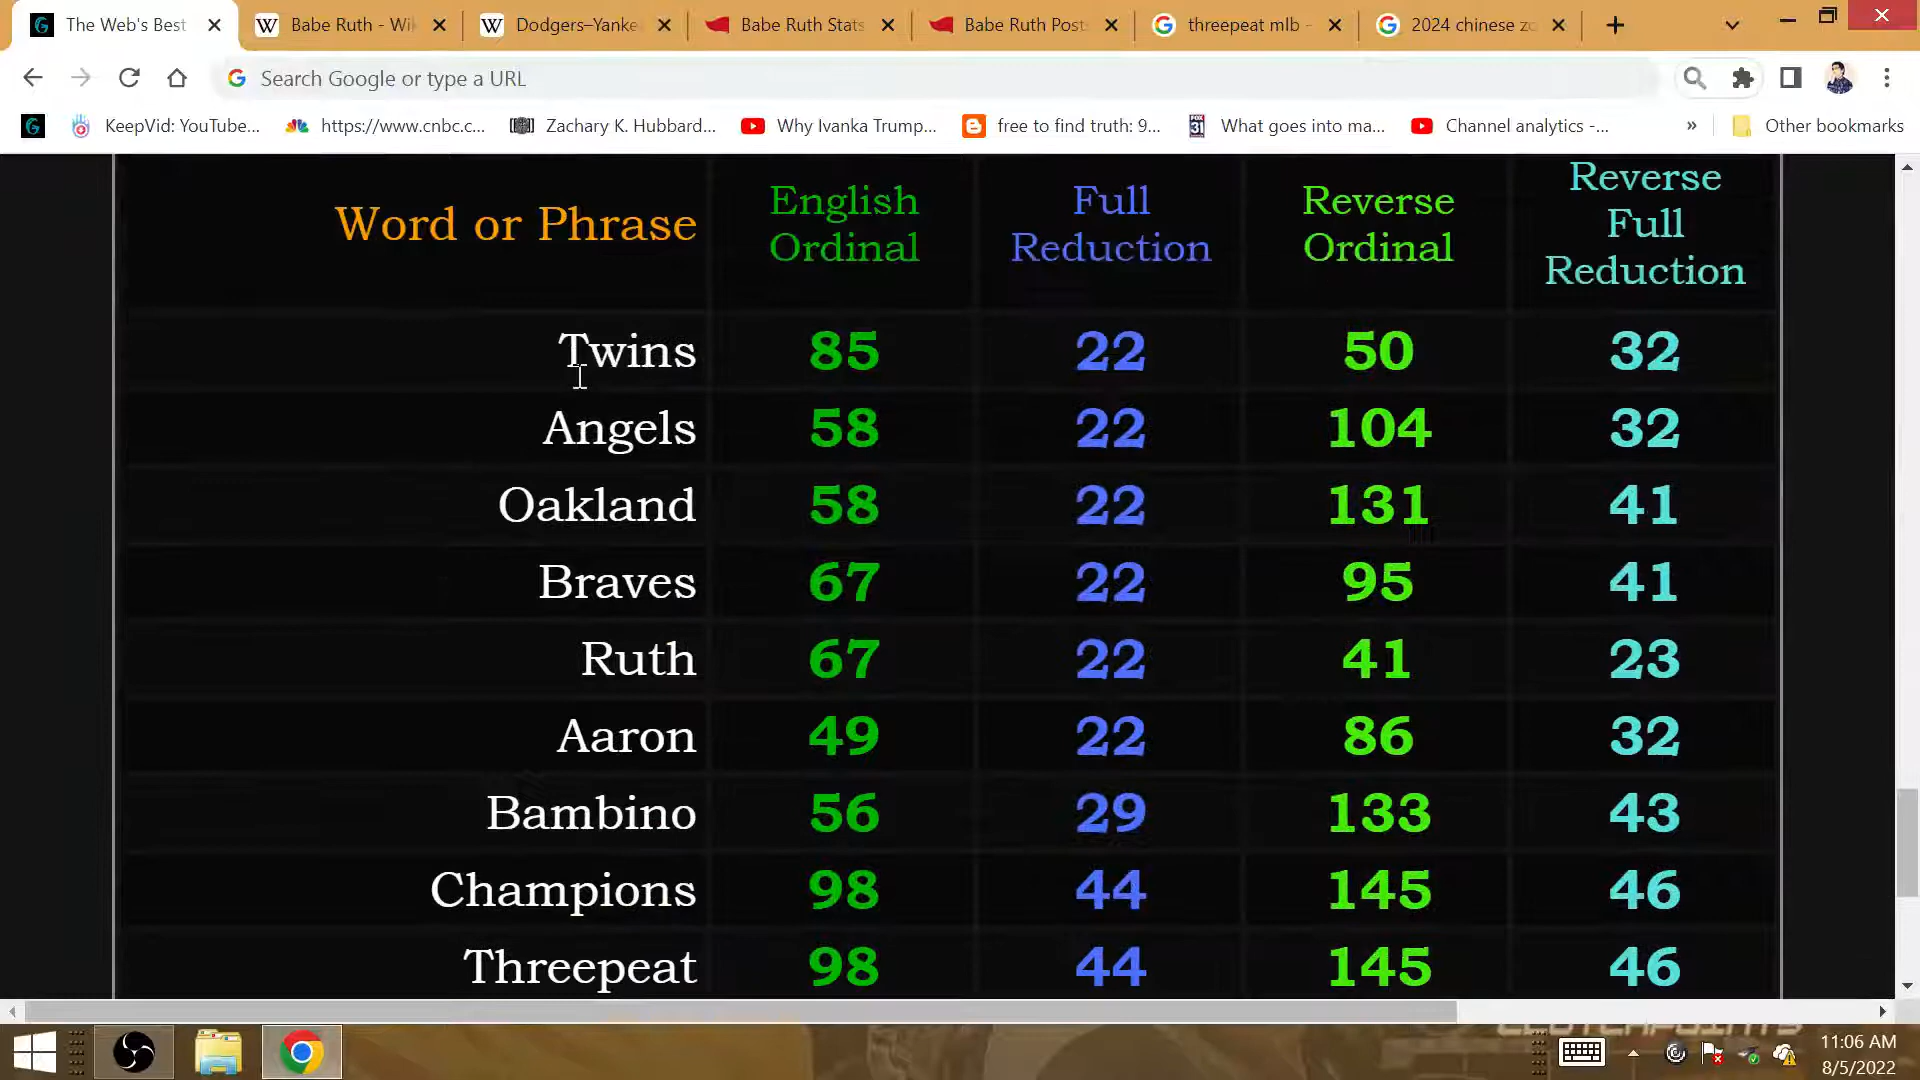 The Web's Best
Babe Ruth - Wi
Dodgers–Yanke
Babe Ruth Stats
Babe Ruth Post
threepeat mlb -
2024 chinese zo
Search Google or type a URL
KeepVid: YouTube...
https://www.cnbc.c...
Zachary K. Hubbard...
Why Ivanka Trump...
free to find truth: 9...
What goes into ma...
Channel analytics -...
»
Other bookmarks
Word or Phrase
English Ordinal
Full Reduction
Reverse Ordinal
Reverse Full Reduction
Twins 85 22 50 32
Angels 58 22 104 32
Oakland 58 22 131 41
Braves 67 22 95 41
Ruth 67 22 41 23
Aaron 49 22 86 32
Bambino 56 29 133 43
Champions 98 44 145 46
Threepeat 98 44 145 46
CLUTCHPOINTS
11:06 AM
8/5/2022